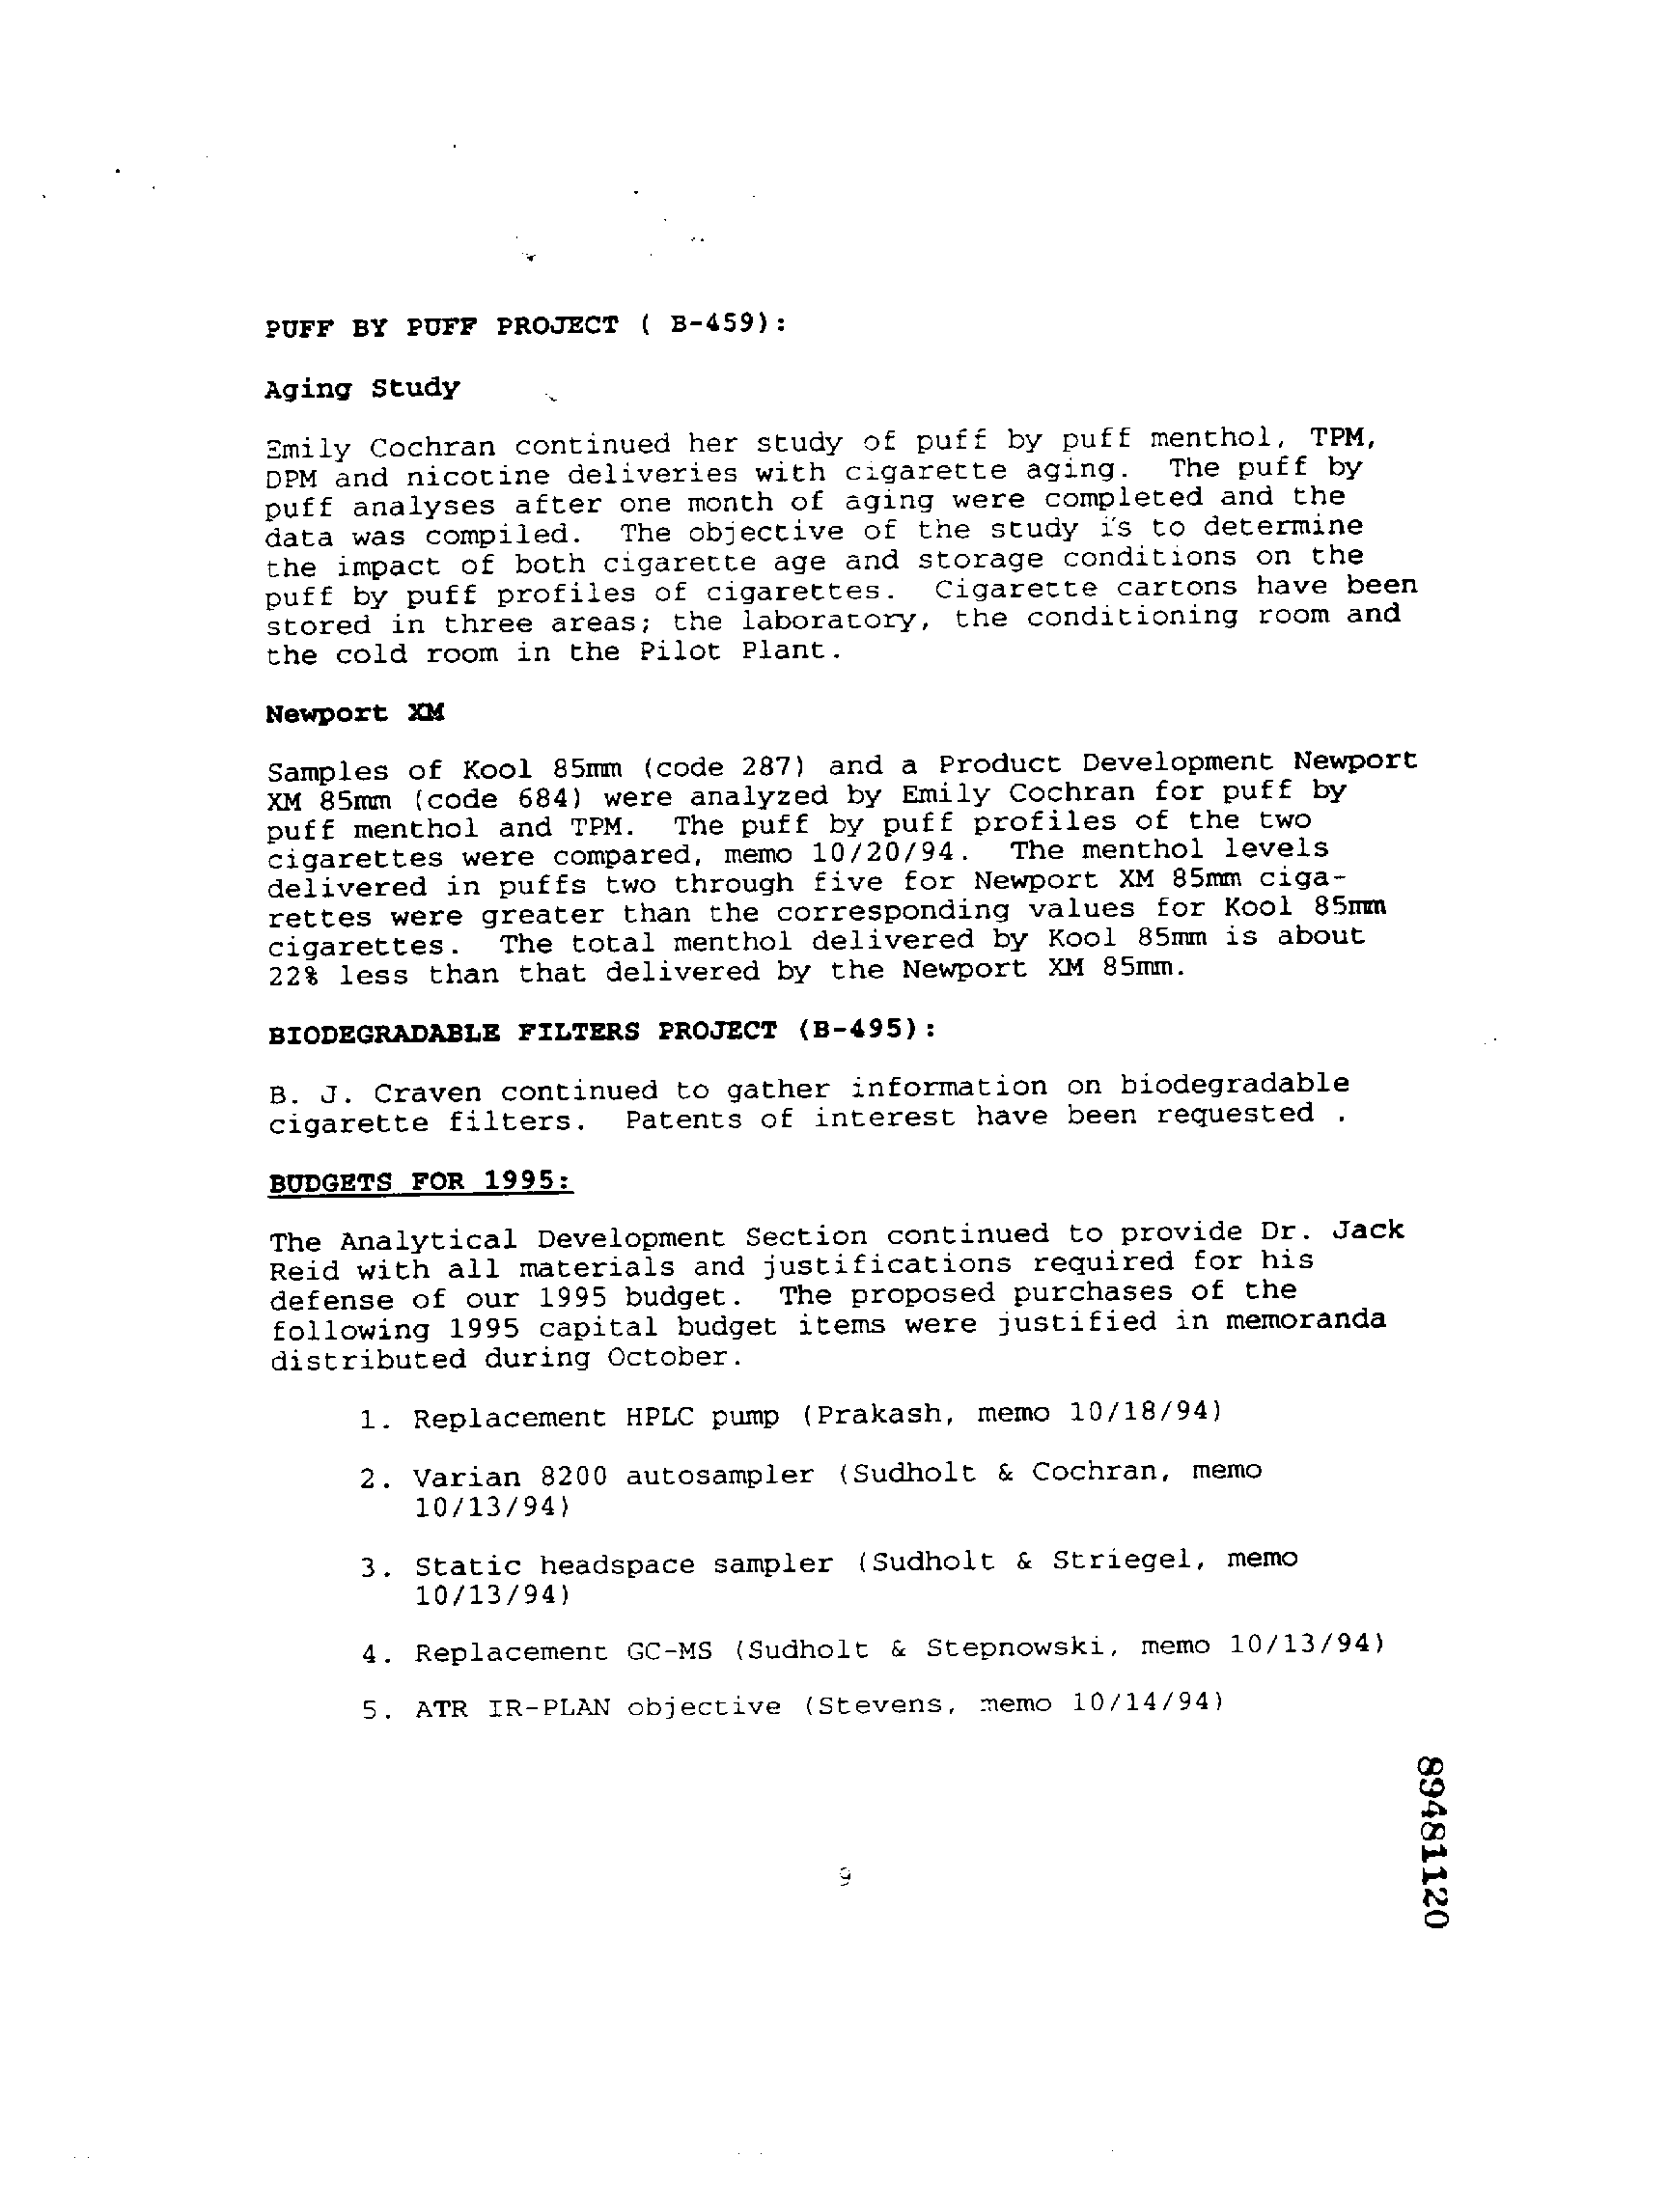 PUFF BY PUFF PROJECT ( B-459):
Aging Study
Emily Cochran continued her study of puff by puff menthol, TPM,
DPM and nicotine deliveries with cigarette aging. The puff by
puff analyses after one month of aging were completed and the
data was compiled. The objective of the study is to determine
the impact of both cigarette age and storage conditions on the
puff by puff profiles of cigarettes. Cigarette cartons have been
stored in three areas; the laboratory, the conditioning room and
the cold room in the Pilot Plant.
Newport XM
Samples of Kool 85mm (code 287) and a Product Development Newport
XM 85mm (code 684) were analyzed by Emily Cochran for puff by
puff menthol and TPM. The puff by puff profiles of the two
cigarettes were compared, memo 10/20/94. The menthol levels
delivered in puffs two through five for Newport XM 85mm ciga-
rettes were greater than the corresponding values for Kool 85mm
cigarettes. The total menthol delivered by Kool 85mm is about
22% less than that delivered by the Newport XM 85mm.
BIODEGRADABLE FILTERS PROJECT (B-495):
B. J. Craven continued to gather information on biodegradable
cigarette filters. Patents of interest have been requested .
BUDGETS FOR 1995:
The Analytical Development Section continued to provide Dr. Jack
Reid with all materials and justifications required for his
defense of our 1995 budget. The proposed purchases of the
following 1995 capital budget items were justified in memoranda
distributed during October.
1. Replacement HPLC pump (Prakash, memo 10/18/94)
2. Varian 8200 autosampler (Sudholt & Cochran, memo
10/13/94)
3. Static headspace sampler (Sudholt & Striegel, memo
10/13/94)
4. Replacement GC-MS (Sudholt & Stepnowski, memo 10/13/94)
5. ATR IR-PLAN objective (Stevens, memo 10/14/94)
9
89481120